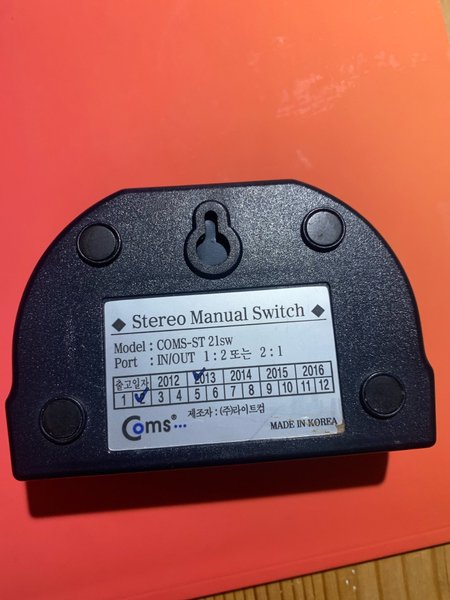 ◆ Stereo Manual Switch ◆
Model : COMS-ST 21sw
Port : IN/OUT 1 : 2 또는 2 : 1
출고일자 2012 2013 2014 2015 2016
1 2 3 4 5 6 7 8 9 10 11 12
Coms®...
제조자 : (주)라이트컴
MADE IN KOREA